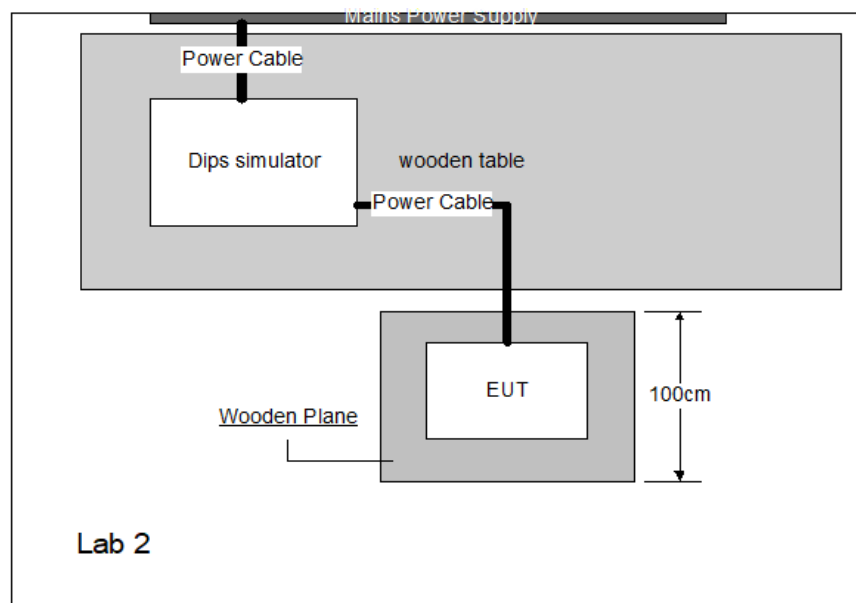 Mains Power Supply
Power Cable
Dips simulator
wooden table
Power Cable
EUT
100cm
Wooden Plane
Lab 2